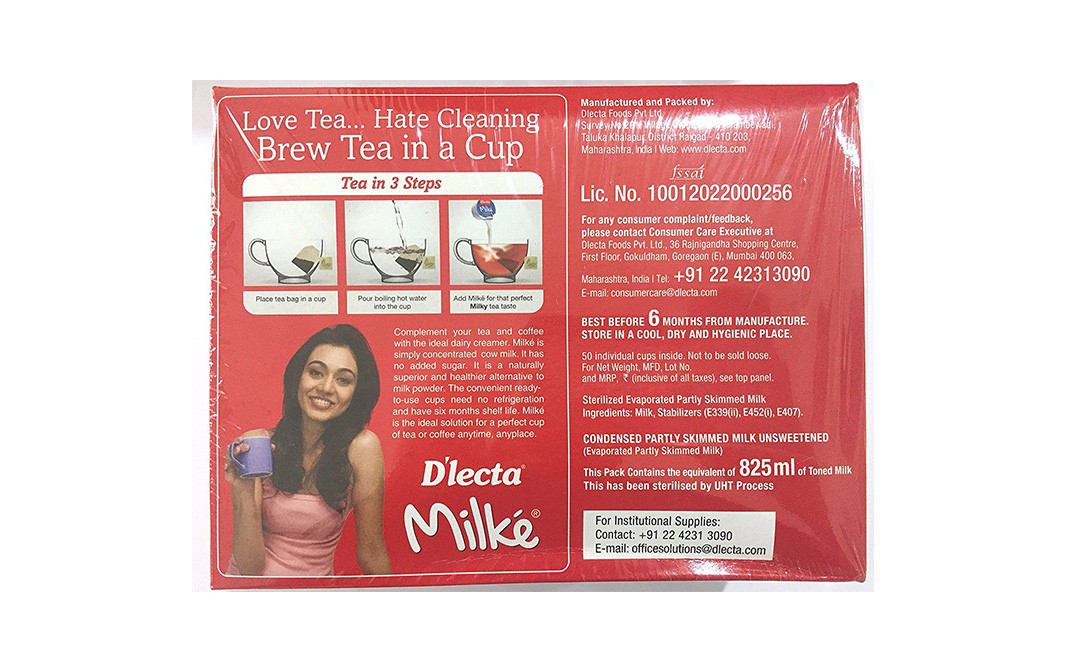 Love Tea... Hate Cleaning
Brew Tea in a Cup
Tea in 3 Steps
D'lecta
Milké
Place tea bag in a cup
Pour boiling hot water
into the cup
Add Milké for that perfect
Milky tea taste
Complement your tea and coffee
with the ideal dairy creamer. Milké is
simply concentrated cow milk. It has
no added sugar. It is a naturally
superior and healthier alternative to
milk powder. The convenient ready-
to-use cups need no refrigeration
and have six months shelf life. Milké
is the ideal solution for a perfect cup
of tea or coffee anytime, anyplace.
D'lecta®
Milké®
Manufactured and Packed by:
Dlecta Foods Pvt Ltd
Survey No
Taluka Khalapur, District Raigad - 410 203,
Maharashtra, India | Web: www.dlecta.com
fssai
Lic. No. 10012022000256
For any consumer complaint/feedback,
please contact Consumer Care Executive at
Dlecta Foods Pvt. Ltd., 36 Rajnigandha Shopping Centre,
First Floor, Gokuldham, Goregaon (E), Mumbai 400 063,
Maharashtra, India | Tel: +91 22 42313090
E-mail: consumercare@dlecta.com
BEST BEFORE 6 MONTHS FROM MANUFACTURE.
STORE IN A COOL, DRY AND HYGIENIC PLACE.
50 individual cups inside. Not to be sold loose.
For Net Weight, MFD, Lot No.
and MRP, ₹ (inclusive of all taxes), see top panel.
Sterilized Evaporated Partly Skimmed Milk
Ingredients: Milk, Stabilizers (E339(ii), E452(i), E407).
CONDENSED PARTLY SKIMMED MILK UNSWEETENED
(Evaporated Partly Skimmed Milk)
This Pack Contains the equivalent of 825ml of Toned Milk
This has been sterilised by UHT Process
For Institutional Supplies:
Contact: +91 22 4231 3090
E-mail: officesolutions@dlecta.com